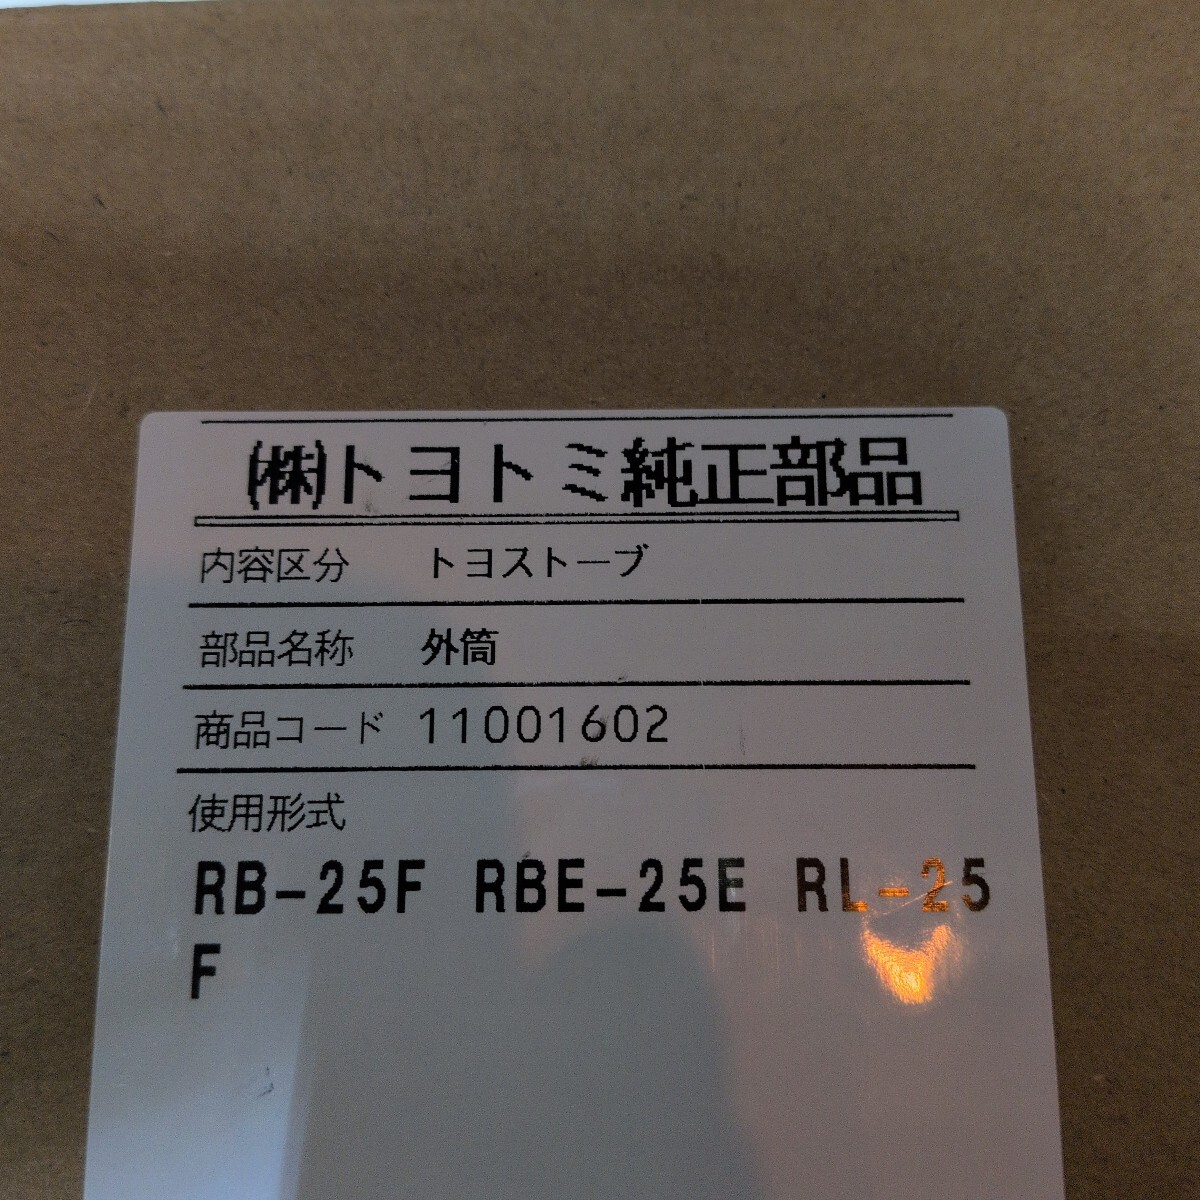 (株)トヨトミ純正部品
内容区分 トヨストーブ
部品名称 外筒
商品コード 11001602
使用形式
RB-25F RBE-25E RL-25
F